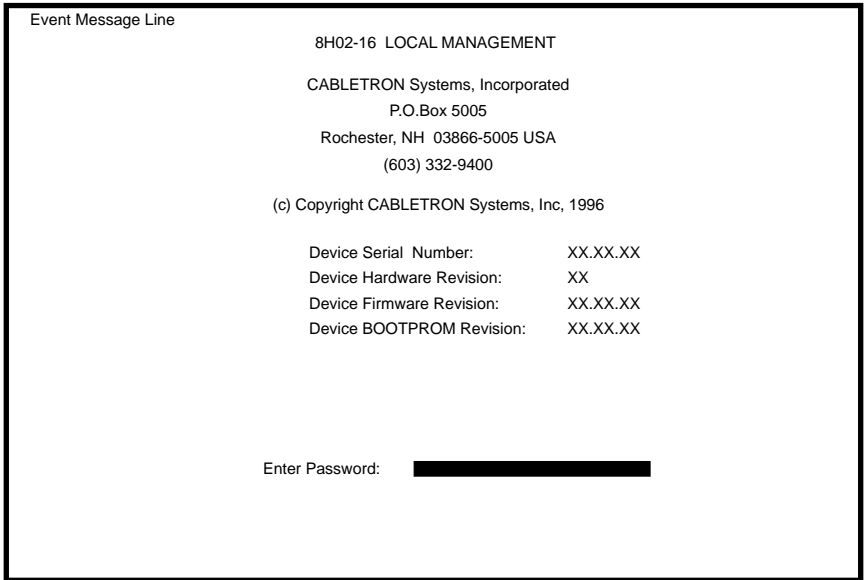 Event Message Line
8H02-16 LOCAL MANAGEMENT
CABLETRON Systems, Incorporated
P.O.Box 5005
Rochester, NH 03866-5005 USA
(603) 332-9400
(c) Copyright CABLETRON Systems, Inc, 1996
Device Serial Number: XX.XX.XX
Device Hardware Revision: XX
Device Firmware Revision: XX.XX.XX
Device BOOTPROM Revision: XX.XX.XX
Enter Password: